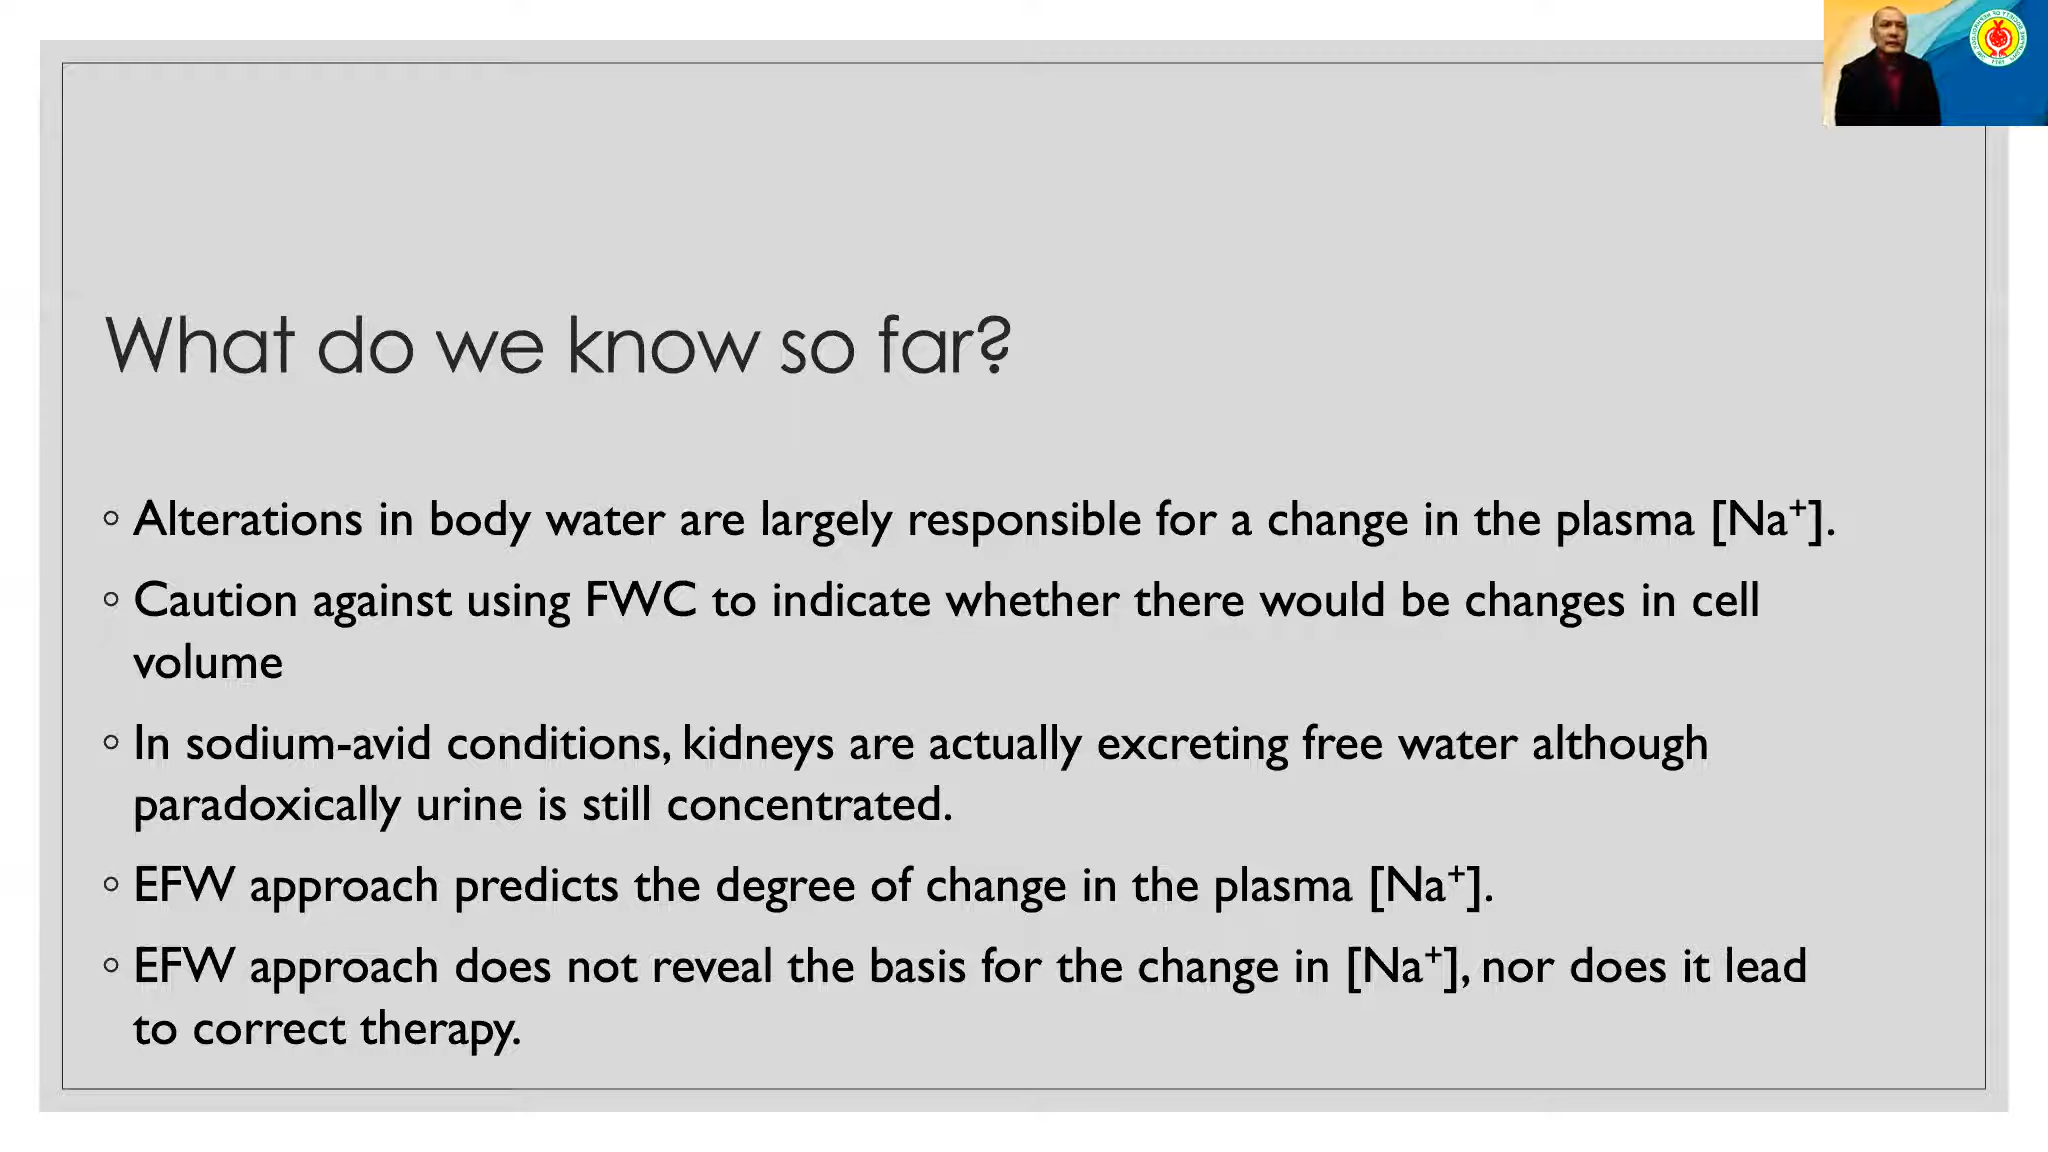 What do we know so far?
◦ Alterations in body water are largely responsible for a change in the plasma [Na⁺].
◦ Caution against using FWC to indicate whether there would be changes in cell
volume
◦ In sodium-avid conditions, kidneys are actually excreting free water although
paradoxically urine is still concentrated.
◦ EFW approach predicts the degree of change in the plasma [Na⁺].
◦ EFW approach does not reveal the basis for the change in [Na⁺], nor does it lead
to correct therapy.